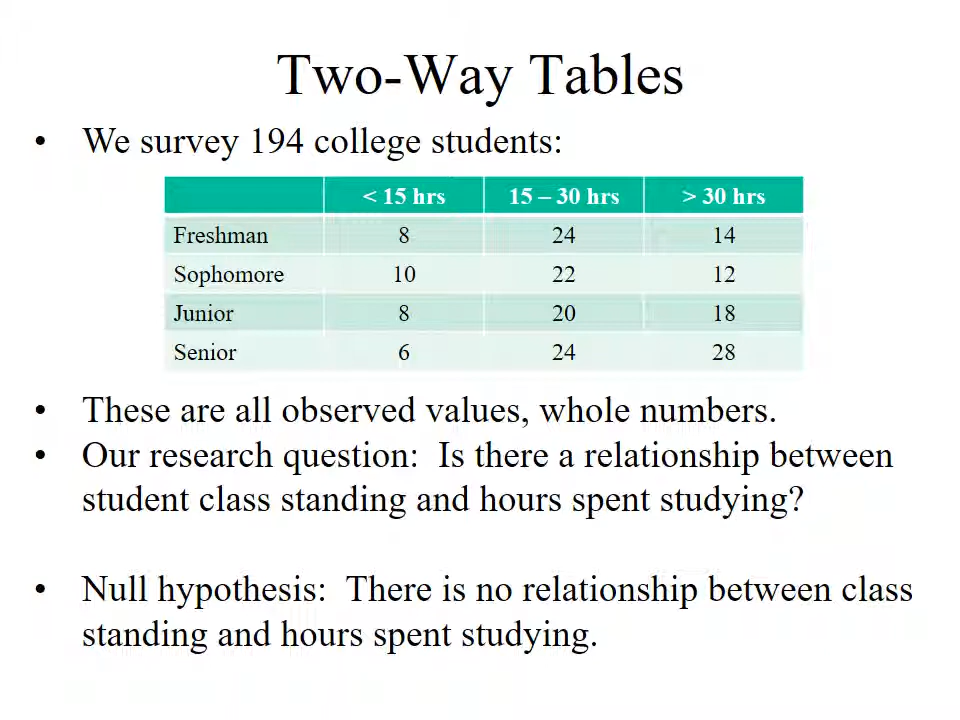 Two-Way Tables
• We survey 194 college students:
< 15 hrs 15 – 30 hrs > 30 hrs
Freshman 8 24 14
Sophomore 10 22 12
Junior 8 20 18
Senior 6 24 28
• These are all observed values, whole numbers.
• Our research question: Is there a relationship between
student class standing and hours spent studying?
• Null hypothesis: There is no relationship between class
standing and hours spent studying.